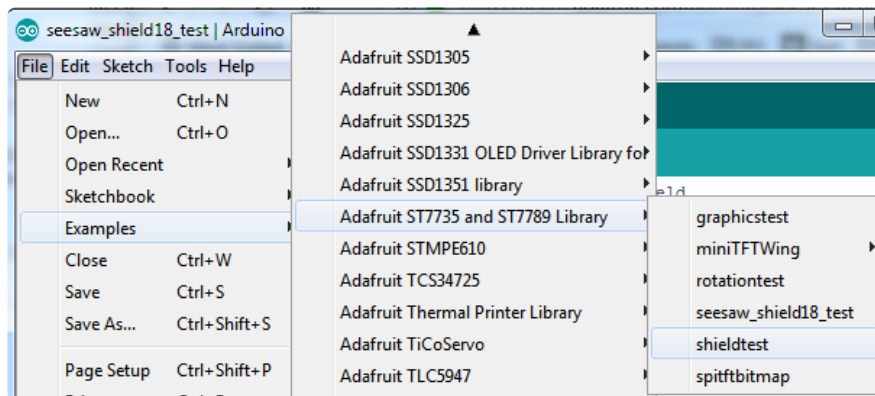 seesaw_shield18_test | Arduino
File Edit Sketch Tools Help
New Ctrl+N
Open... Ctrl+O
Open Recent
Sketchbook
Examples
Close Ctrl+W
Save Ctrl+S
Save As... Ctrl+Shift+S
Page Setup Ctrl+Shift+P
Adafruit SSD1305
Adafruit SSD1306
Adafruit SSD1325
Adafruit SSD1331 OLED Driver Library for
Adafruit SSD1351 library
Adafruit ST7735 and ST7789 Library
Adafruit STMPE610
Adafruit TCS34725
Adafruit Thermal Printer Library
Adafruit TiCoServo
Adafruit TLC5947
graphicstest
miniTFTWing
rotationtest
seesaw_shield18_test
shieldtest
spitftbitmap